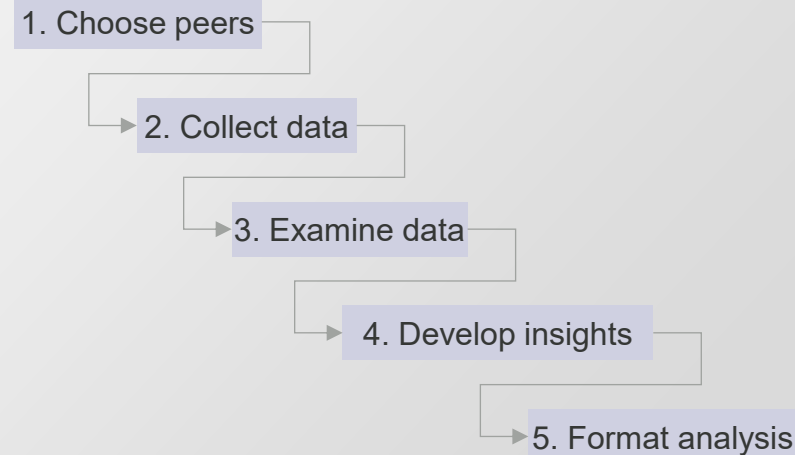 1. Choose peers
2. Collect data
3. Examine data
4. Develop insights
5. Format analysis